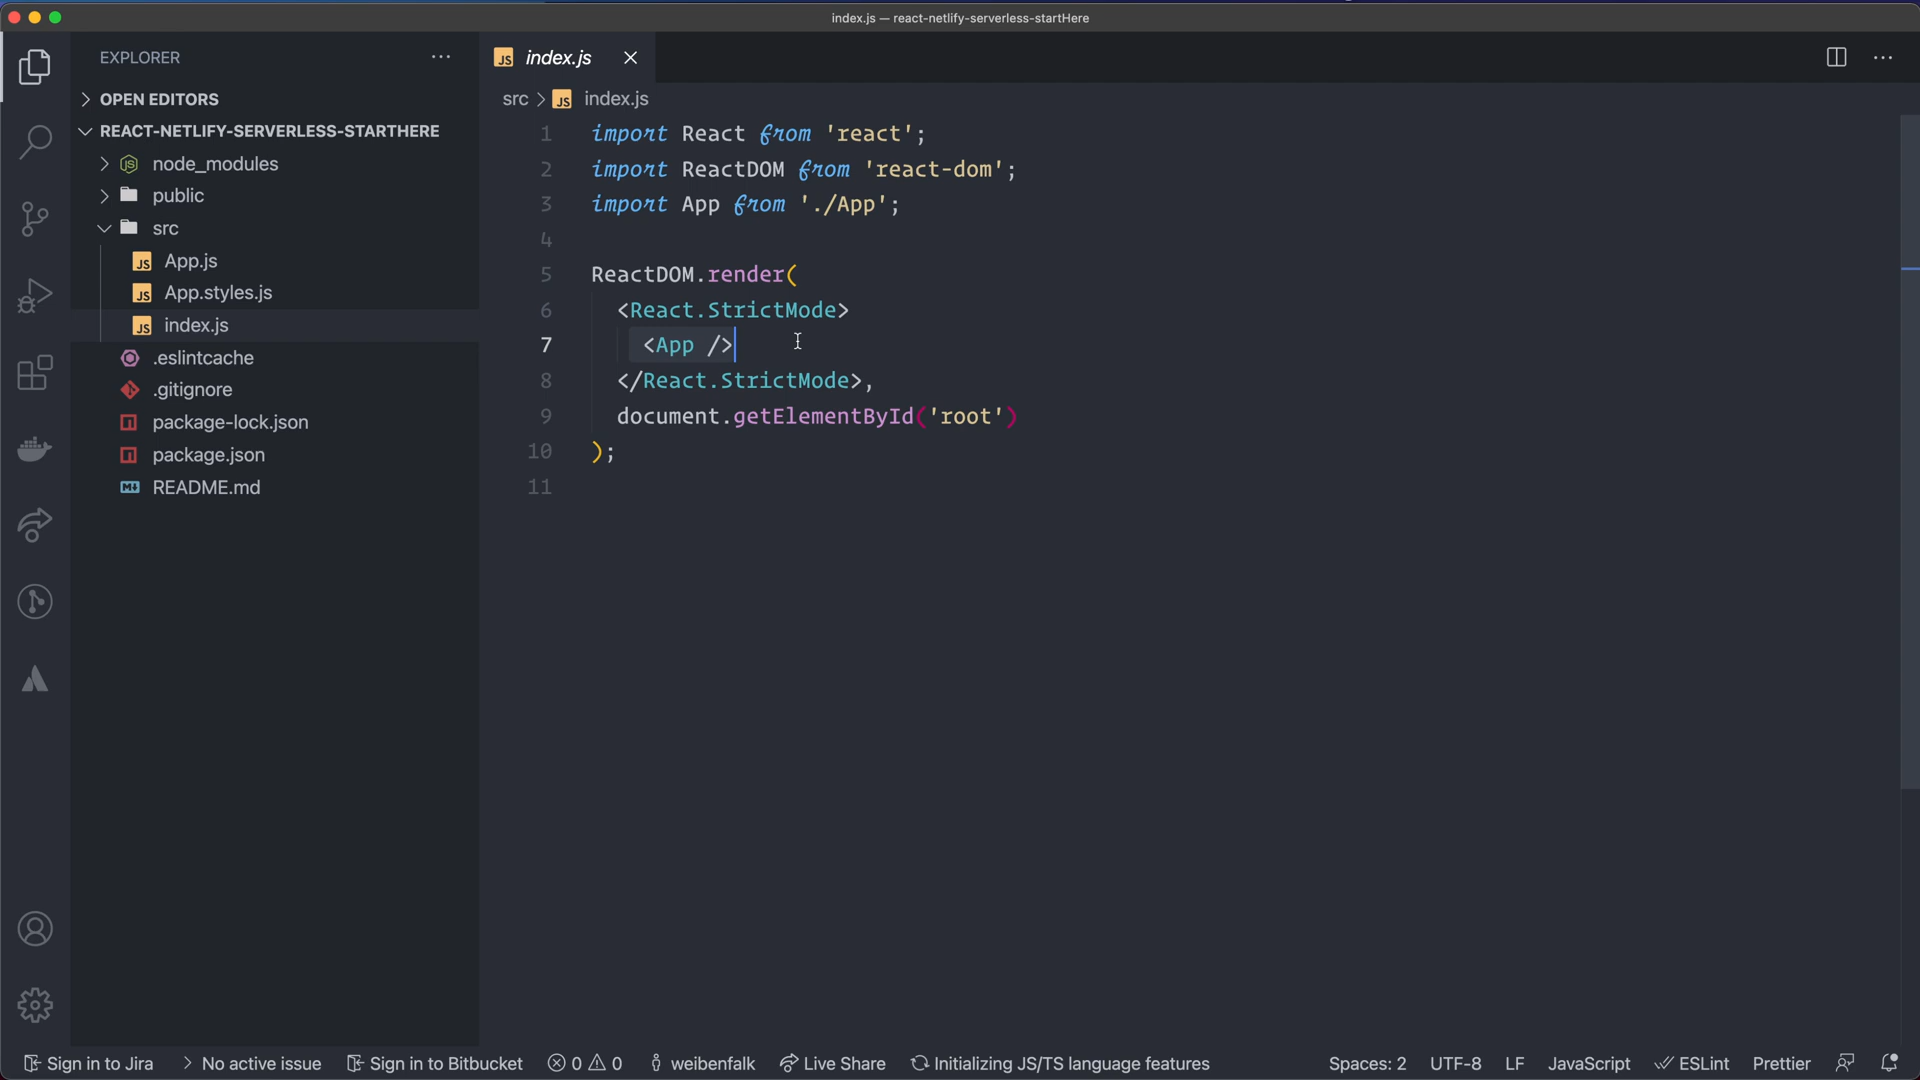 index.js — react-netlify-serverless-startHere
EXPLORER
OPEN EDITORS
REACT-NETLIFY-SERVERLESS-STARTHERE
node_modules
public
src
App.js
App.styles.js
index.js
.eslintcache
.gitignore
package-lock.json
package.json
README.md
index.js
src > JS index.js
1 import React from 'react';
2 import ReactDOM from 'react-dom';
3 import App from './App';
4
5 ReactDOM.render(
6 <React.StrictMode>
7 <App />
8 </React.StrictMode>,
9 document.getElementById('root')
10 );
11
Sign in to Jira > No active issue Sign in to Bitbucket 0 0 weibenfalk Live Share Initializing JS/TS language features Spaces: 2 UTF-8 LF JavaScript ESLint Prettier